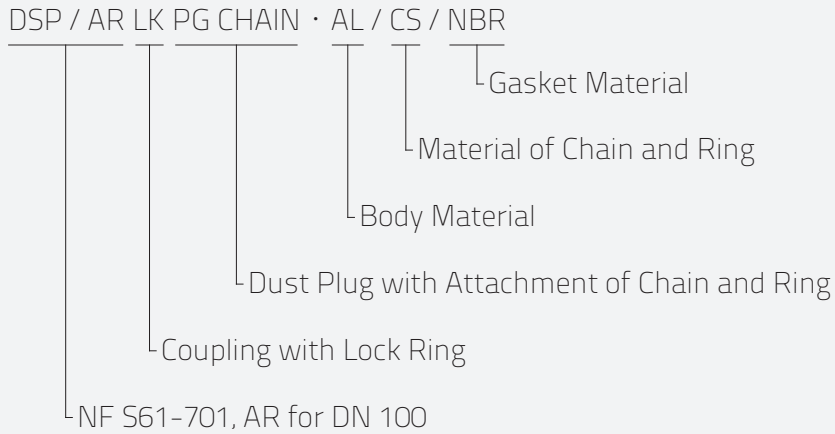 DSP / AR LK PG CHAIN · AL / CS / NBR
Gasket Material
Material of Chain and Ring
Body Material
Dust Plug with Attachment of Chain and Ring
Coupling with Lock Ring
NF S61-701, AR for DN 100